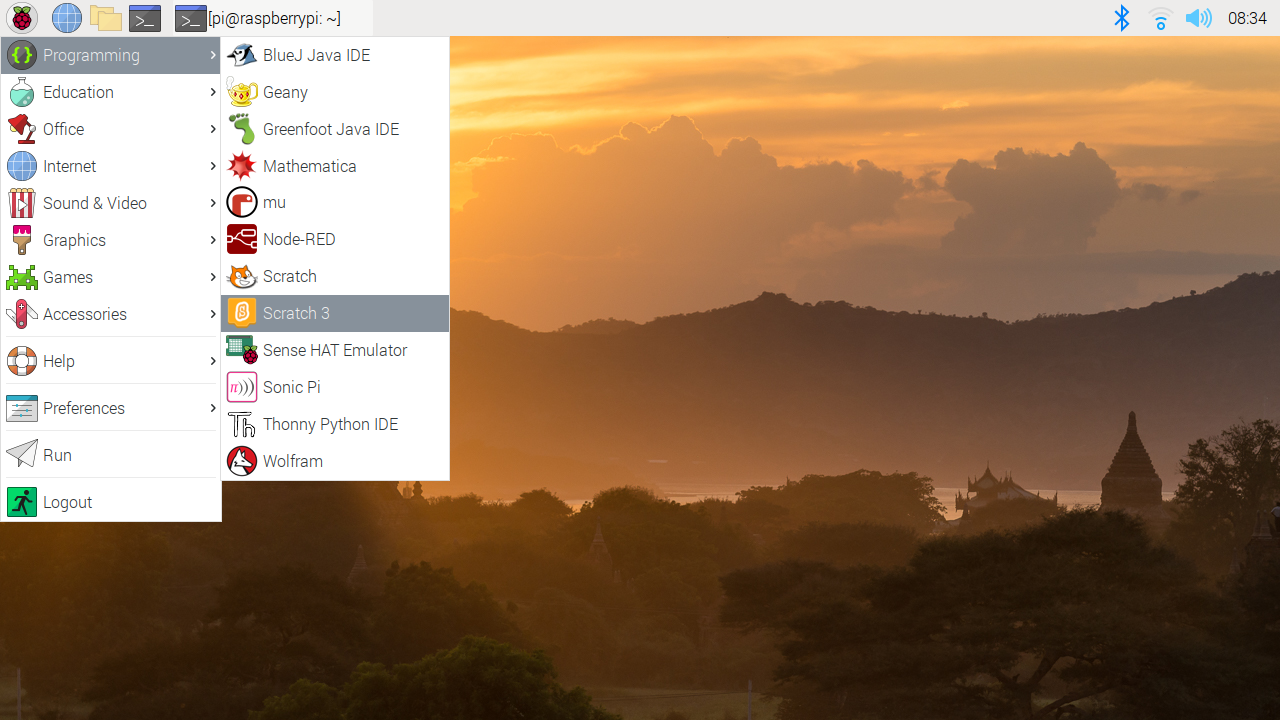 [pi@raspberrypi: ~]
08:34
Programming
Education
Office
Internet
Sound & Video
Graphics
Games
Accessories
Help
Preferences
Run
Logout
BlueJ Java IDE
Geany
Greenfoot Java IDE
Mathematica
mu
Node-RED
Scratch
Scratch 3
Sense HAT Emulator
Sonic Pi
Thonny Python IDE
Wolfram